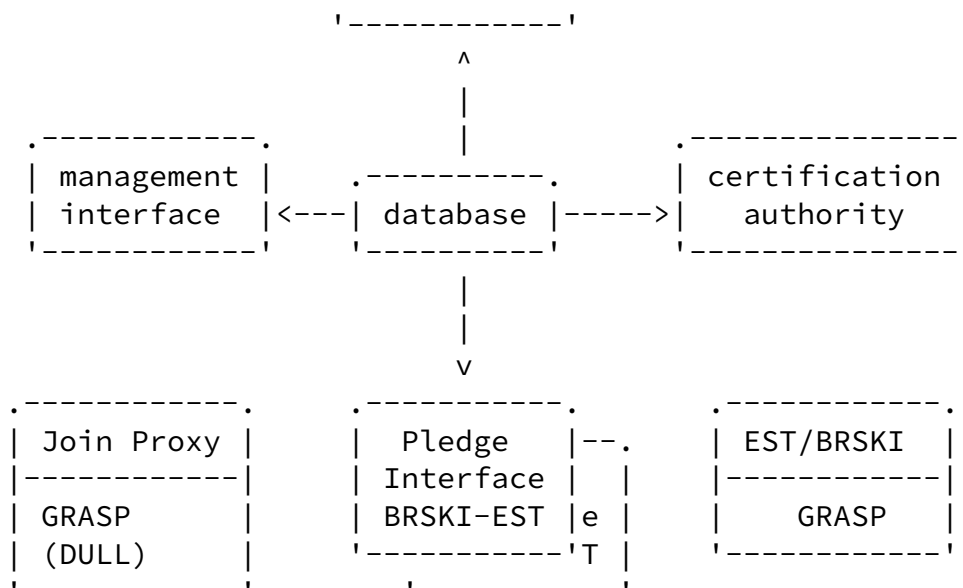 '------------'
^
|
.------------. | .--------------
| management | .----------. | certification
| interface |<---| database |----->| authority
'------------' '----------' '--------------
|
|
v
.------------. .-----------. .------------.
| Join Proxy | | Pledge |--. | EST/BRSKI |
|------------| | Interface | | |------------|
| GRASP | | BRSKI-EST |e | | GRASP |
| (DULL) | '-----------'T | '------------'
' ' ' '